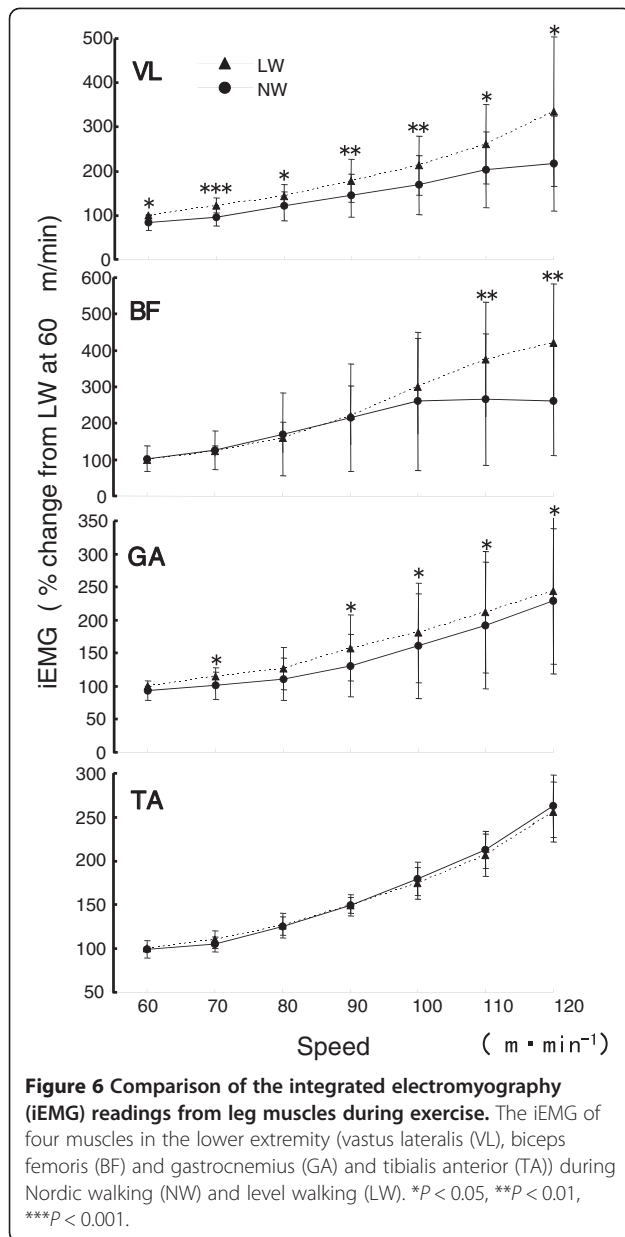 500
VL
LW
NW
*
400
300
200
100
0
* *** * ** ** *
600
BF
** **
500
400
300
200
100
0
iEMG ( % change from LW at 60 m/min)
350
GA
*
300
* * * *
250
200
150
100
50
0
300
TA
250
200
150
100
50
60 70 80 90 100 110 120
Speed ( m・min⁻¹)
Figure 6 Comparison of the integrated electromyography
(iEMG) readings from leg muscles during exercise. The iEMG of
four muscles in the lower extremity (vastus lateralis (VL), biceps
femoris (BF) and gastrocnemius (GA) and tibialis anterior (TA)) during
Nordic walking (NW) and level walking (LW). *P < 0.05, **P < 0.01,
***P < 0.001.